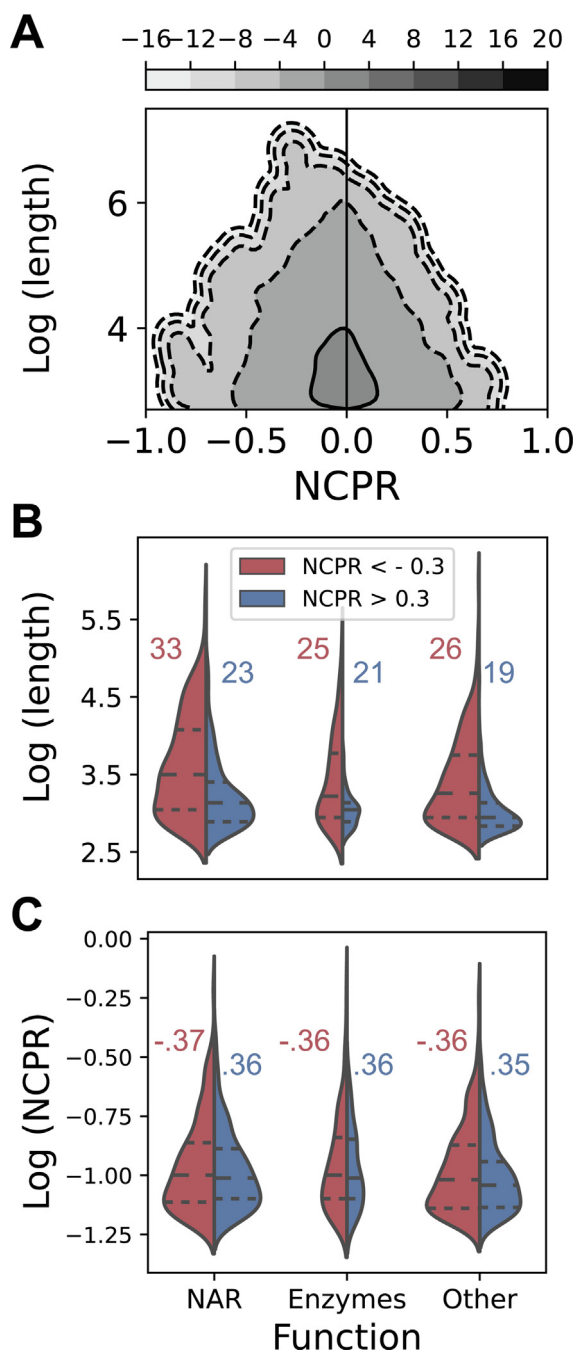 A
−16 −12 −8 −4 0 4 8 12 16 20
Log (length)
6
4
−1.0 −0.5 0.0 0.5 1.0
NCPR
B
NCPR < - 0.3
NCPR > 0.3
Log (length)
5.5
4.5
3.5
2.5
33 25 26
23 21 19
C
Log (NCPR)
0.00
−0.25
−0.50
−0.75
−1.00
−1.25
-.37 -.36 -.36
.36 .36 .35
NAR Enzymes Other
Function